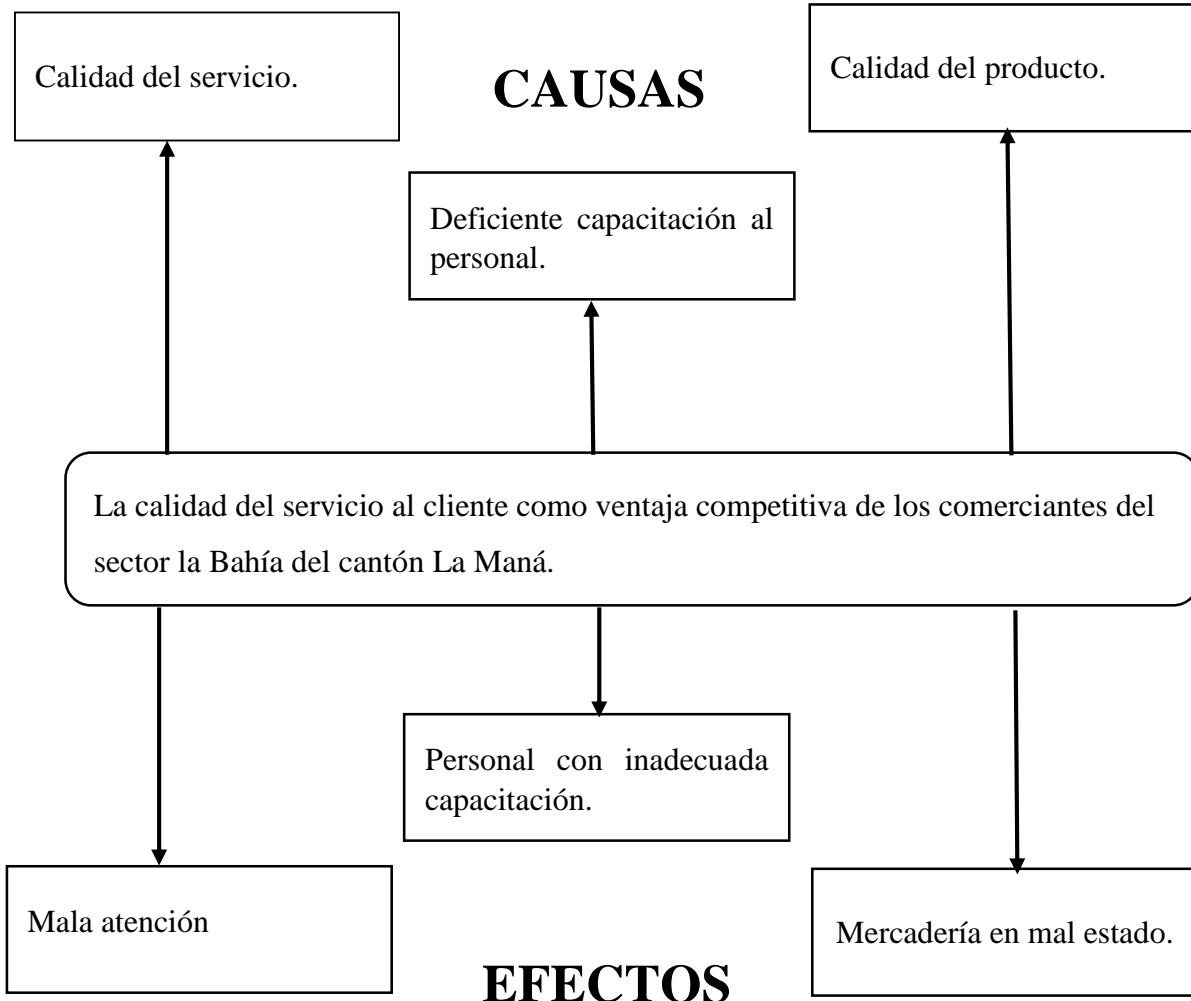 Calidad del servicio.
CAUSAS
Calidad del producto.
Deficiente capacitación al
personal.
La calidad del servicio al cliente como ventaja competitiva de los comerciantes del
sector la Bahía del cantón La Maná.
Personal con inadecuada
capacitación.
Mala atención
Mercadería en mal estado.
EFECTOS